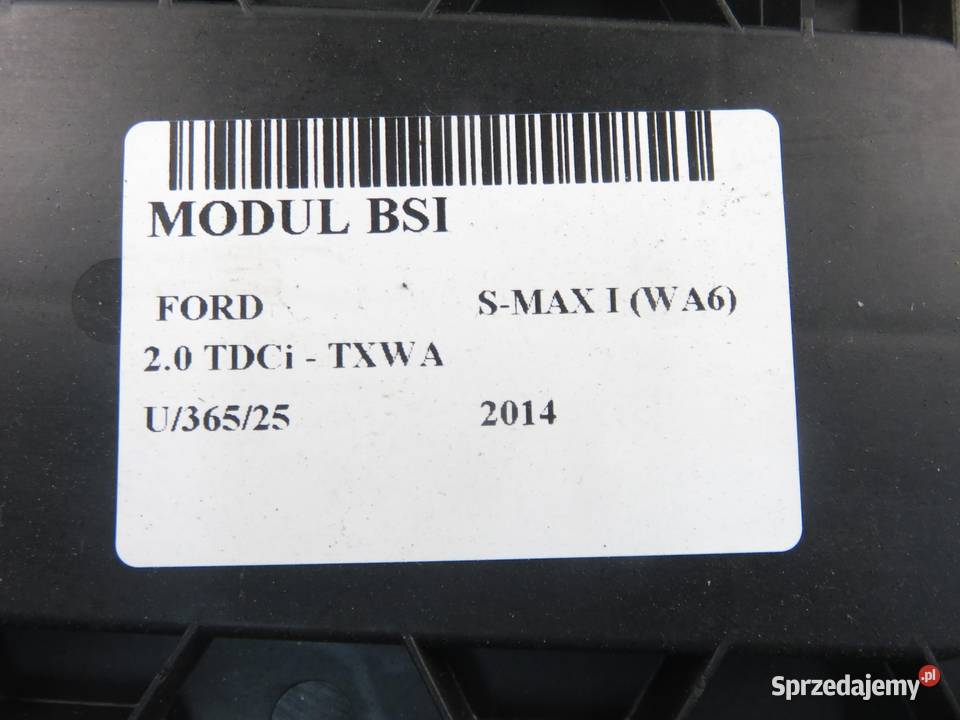 MODUL BSI
FORD S-MAX I (WA6)
2.0 TDCi - TXWA
U/365/25 2014
Sprzedajemy.pl